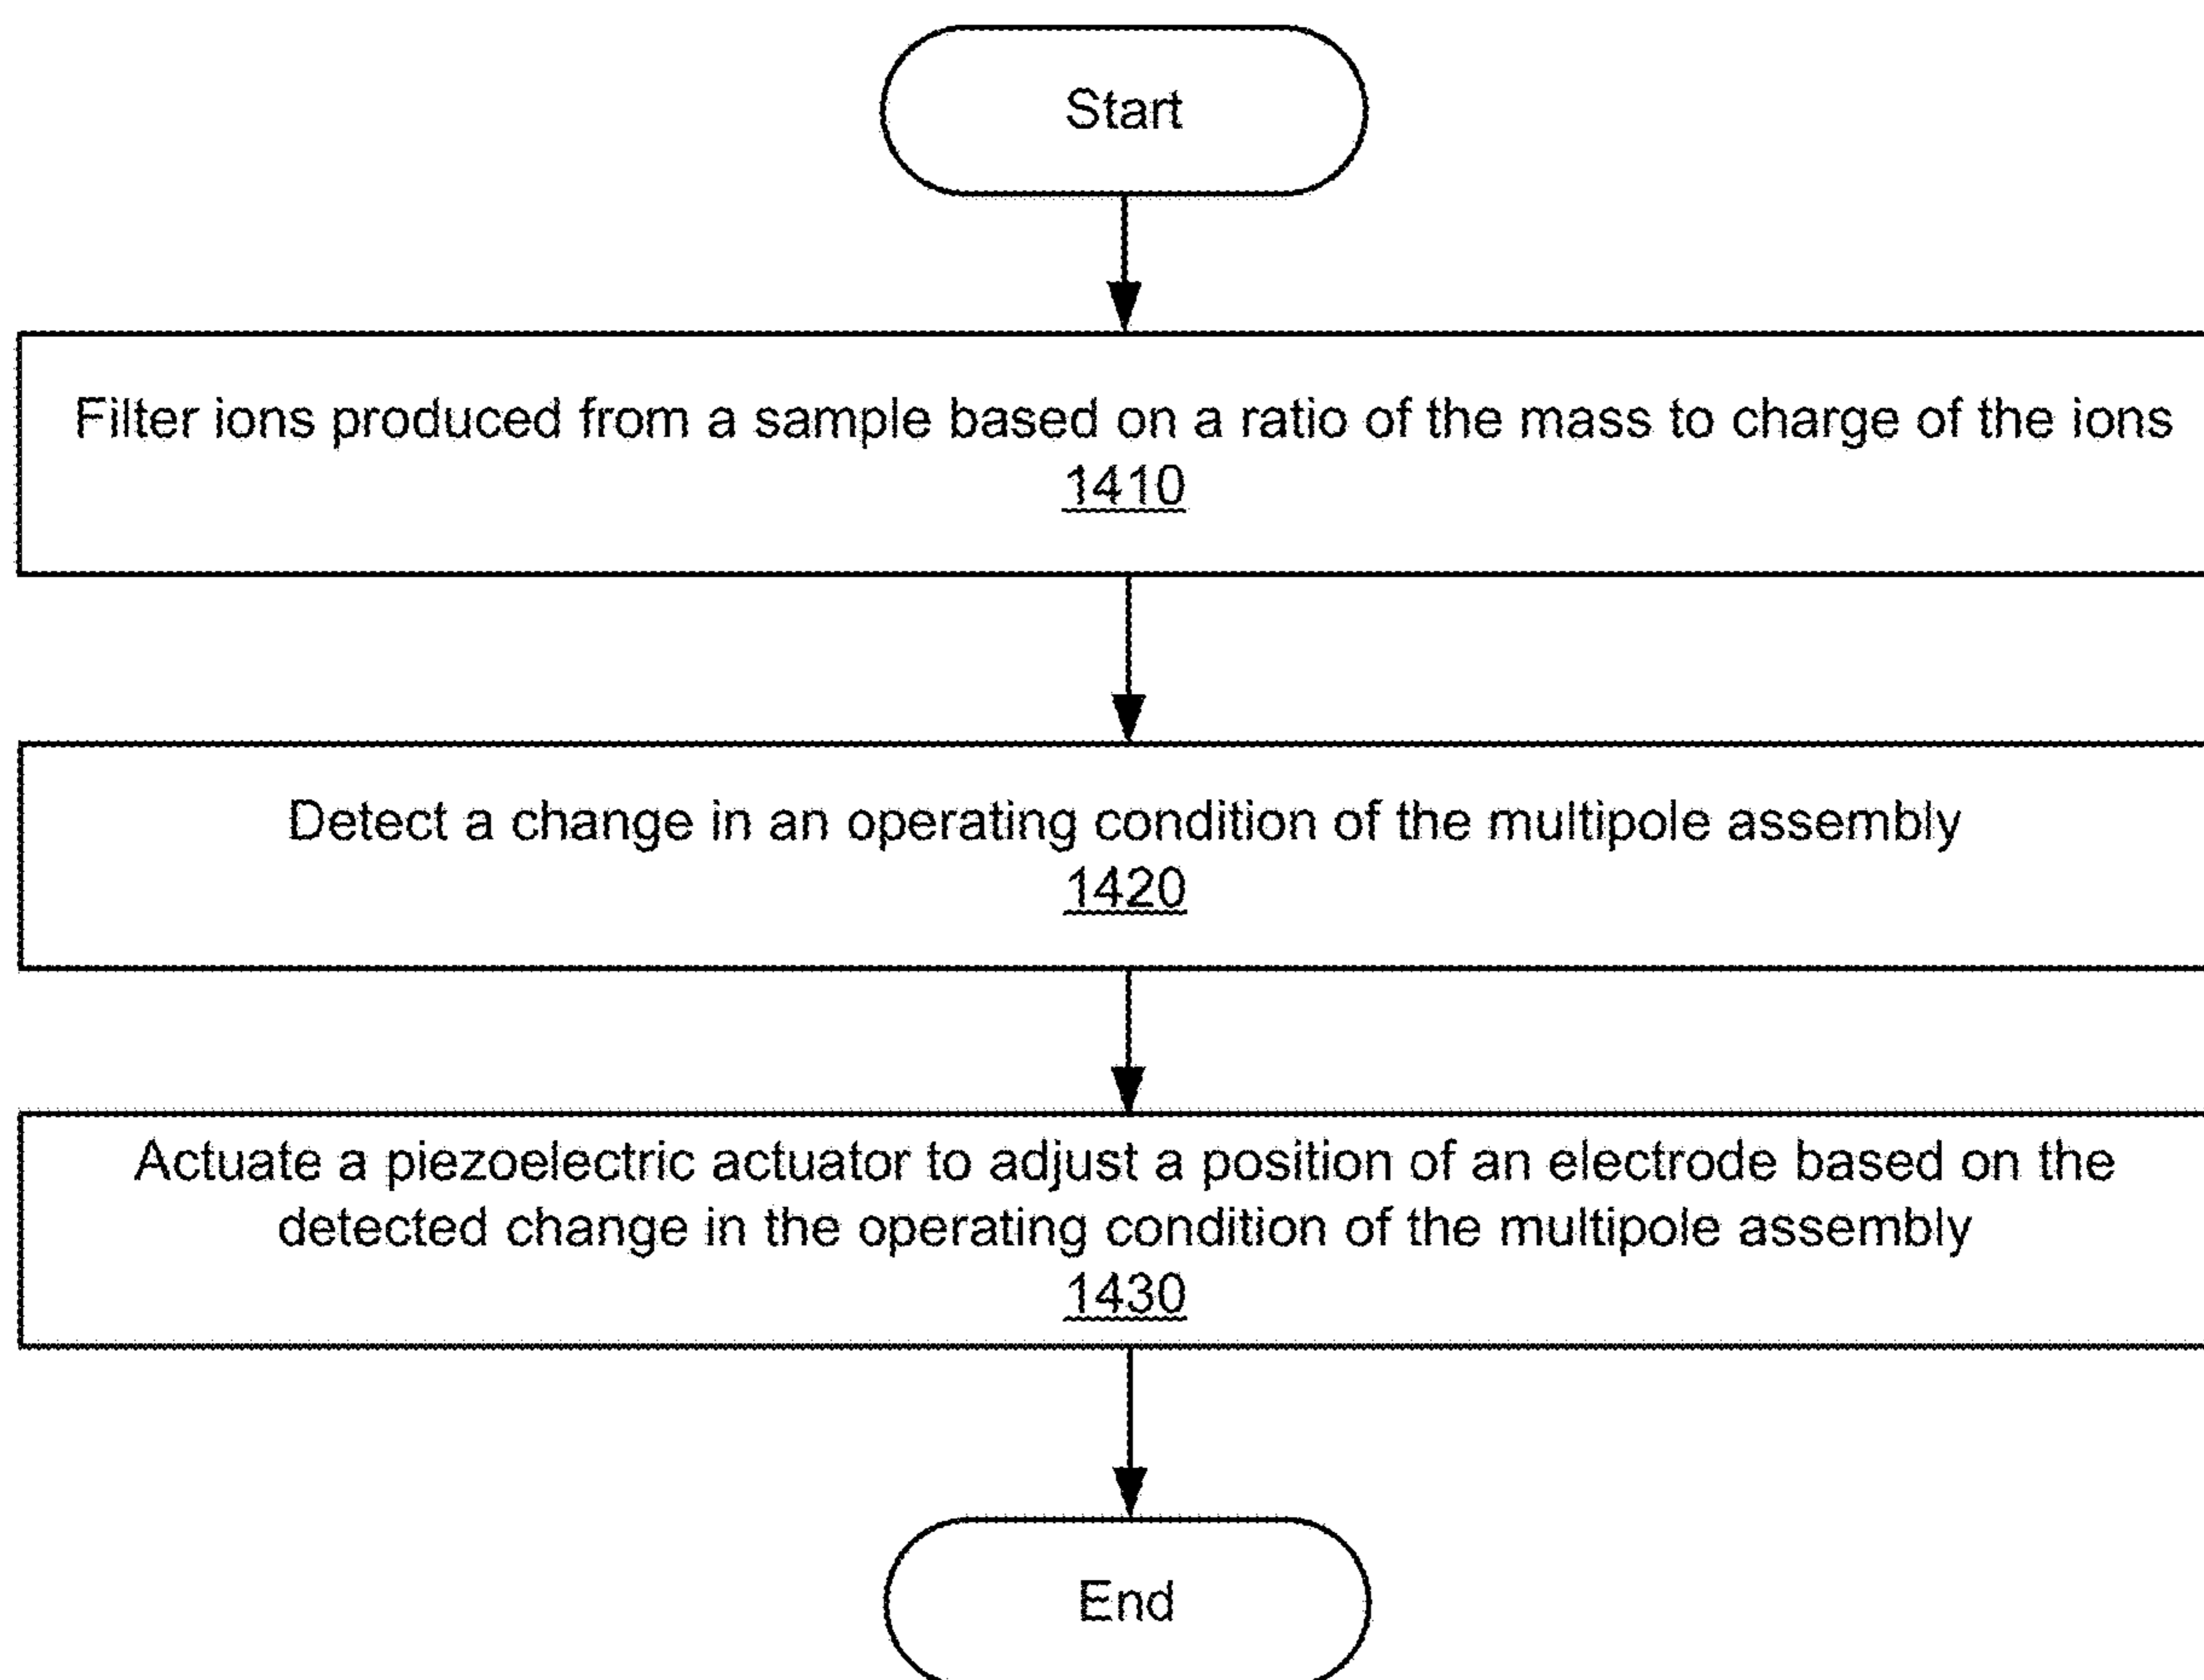 Start
Filter ions produced from a sample based on a ratio of the mass to charge of the ions
1410
Detect a change in an operating condition of the multipole assembly
1420
Actuate a piezoelectric actuator to adjust a position of an electrode based on the
detected change in the operating condition of the multipole assembly
1430
End